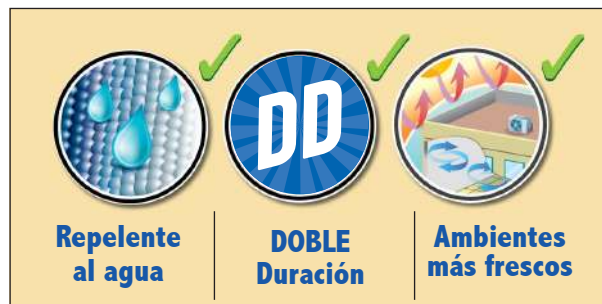 DD
Repelente
al agua
DOBLE
Duración
Ambientes
más frescos